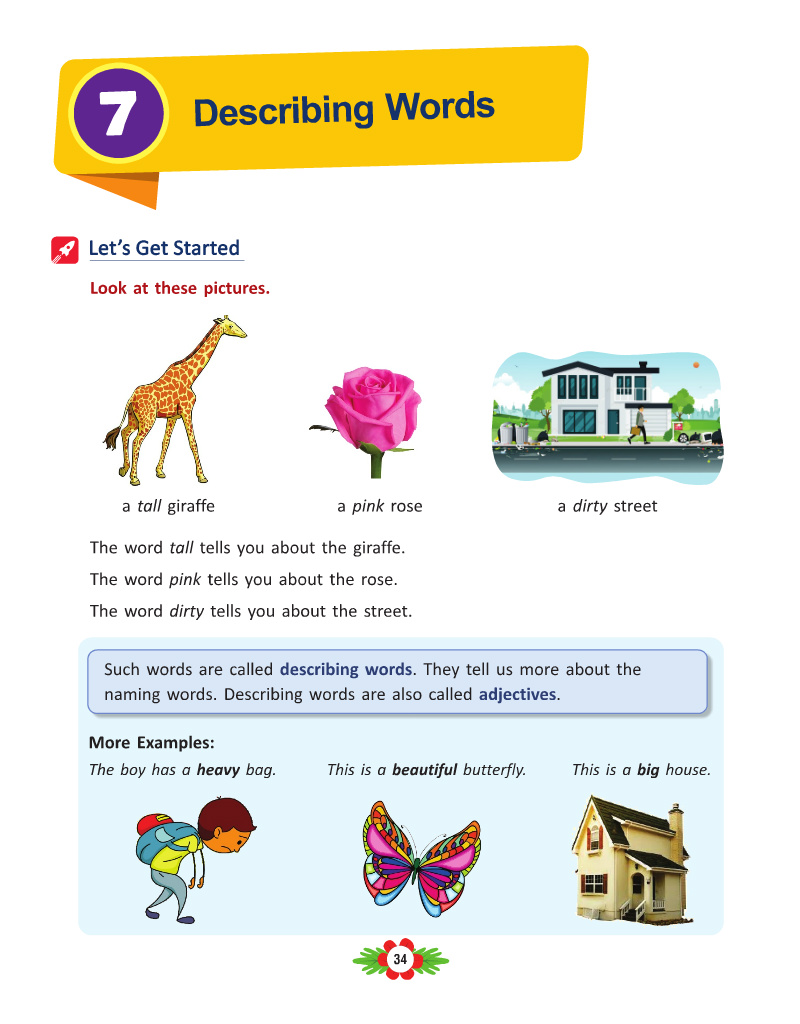 7
Describing Words
Let's Get Started
Look at these pictures.
a tall giraffe
a pink rose
a dirty street
The word tall tells you about the giraffe.
The word pink tells you about the rose.
The word dirty tells you about the street.
Such words are called describing words. They tell us more about the
naming words. Describing words are also called adjectives.
More Examples:
The boy has a heavy bag.
This is a beautiful butterfly.
This is a big house.
34